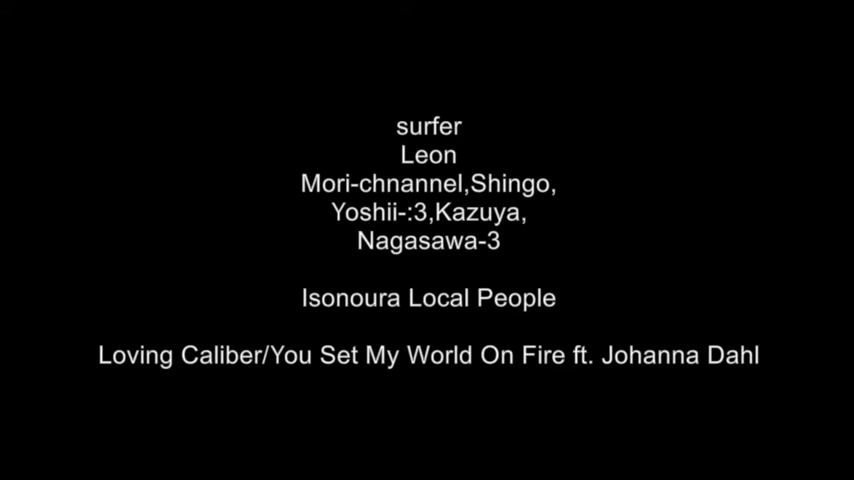 surfer
Leon
Mori-chnannel,Shingo,
Yoshii-:3,Kazuya,
Nagasawa-3
Isonoura Local People
Loving Caliber/You Set My World On Fire ft. Johanna Dahl